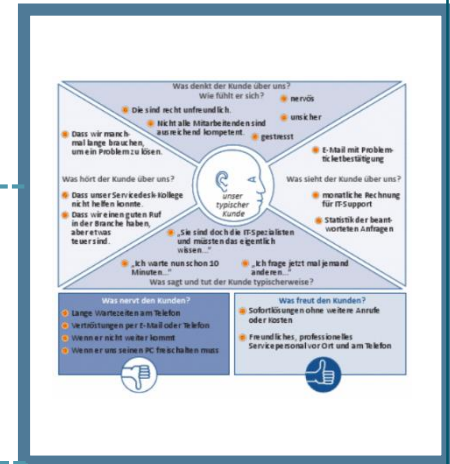 Was denkt der Kunde über uns?
Wie fühlt er sich?
nervös
Die sind recht unfreundlich.
unsicher
Nicht alle Mitarbeitenden sind
ausreichend kompetent.
gestresst
Dass wir manch-
mal lange brauchen,
um ein Problem zu lösen.
E-Mail mit Problem-
ticketbestätigung
Was hört der Kunde über uns?
Was sieht der Kunde über uns?
Dass unser Servicedesk-Kollege
nicht helfen konnte.
Dass wir einen guten Ruf
in der Branche haben,
aber etwas
teuer sind.
unser
typischer
Kunde
monatliche Rechnung
für IT-Support
Statistik der beant-
worteten Anfragen
„Sie sind doch die IT-Spezialisten
und müssten das eigentlich
wissen...“
„Ich warte nun schon 10
Minuten...“
„Ich frage jetzt mal jemand
anderen...“
Was sagt und tut der Kunde typischerweise?
Was nervt den Kunden?
Lange Wartezeiten am Telefon
Vertröstungen per E-Mail oder Telefon
Wenn er nicht weiter kommt
Wenn er uns seinen PC freischalten muss
Was freut den Kunden?
Sofortlösungen ohne weitere Anrufe
oder Kosten
Freundliches, professionelles
Servicepersonal vor Ort und am Telefon